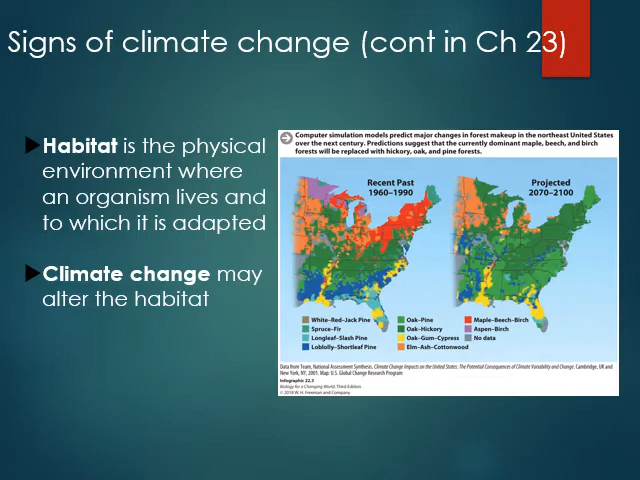 Signs of climate change (cont in Ch 23)
Habitat is the physical
environment where
an organism lives and
to which it is adapted
Climate change may
alter the habitat
Computer simulation models predict major changes in forest makeup in the northeast United States
over the next century. Predictions suggest that the currently dominant maple, beech, and birch
forests will be replaced with hickory, oak, and pine forests.
Recent Past
1960–1990
Projected
2070–2100
White–Red–Jack Pine
Spruce–Fir
Longleaf–Slash Pine
Loblolly–Shortleaf Pine
Oak–Pine
Oak–Hickory
Oak–Gum–Cypress
Elm–Ash–Cottonwood
Maple–Beech–Birch
Aspen–Birch
No data
Data from Team, National Assessment Synthesis. Climate Change Impacts on the United States: The Potential Consequences of Climate Variability and Change. Cambridge, UK and
New York, NY, 2001. Map: U.S. Global Change Research Program
Infographic 22.3
Biology for a Changing World, Third Edition
© 2018 W. H. Freeman and Company